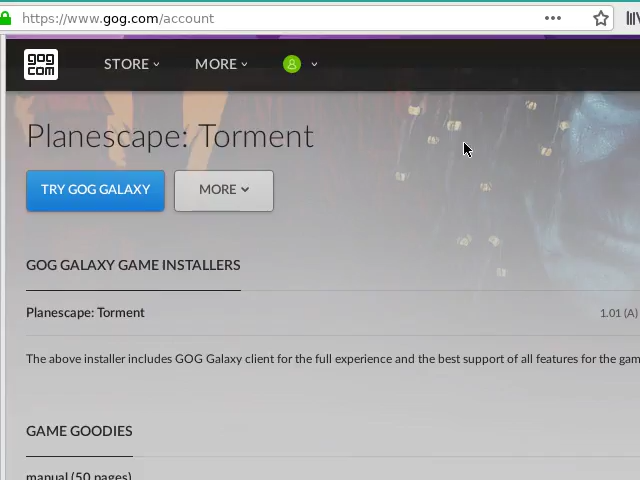 https://www.gog.com/account
gog
com
STORE
MORE
Planescape: Torment
TRY GOG GALAXY
MORE
GOG GALAXY GAME INSTALLERS
Planescape: Torment
1.01 (A)
The above installer includes GOG Galaxy client for the full experience and the best support of all features for the gam
GAME GOODIES
manual (50 pages)